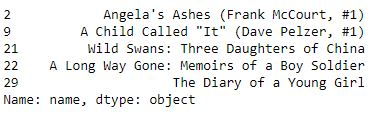 2 Angela's Ashes (Frank McCourt, #1)
9 A Child Called "It" (Dave Pelzer, #1)
21 Wild Swans: Three Daughters of China
22 A Long Way Gone: Memoirs of a Boy Soldier
29 The Diary of a Young Girl
Name: name, dtype: object